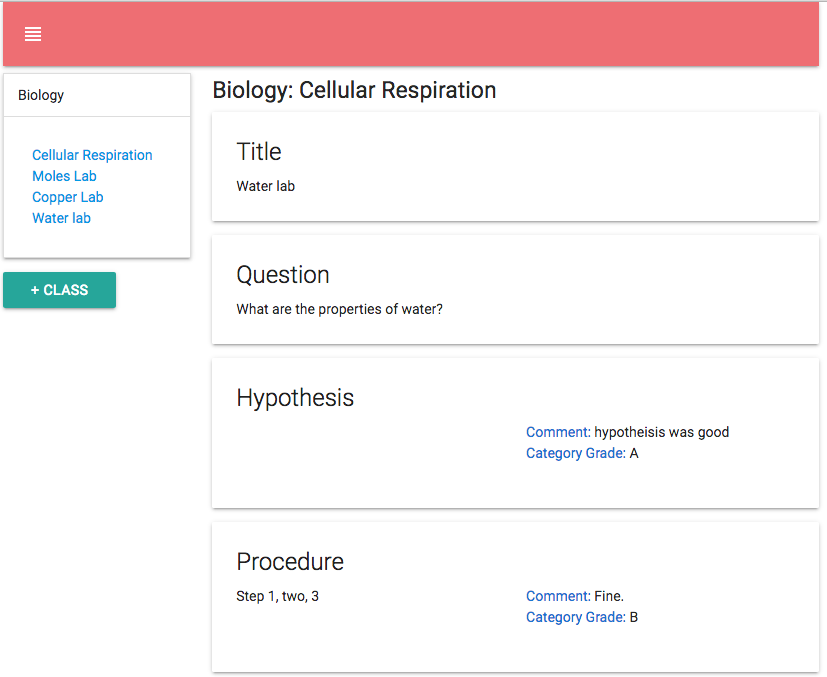 Biology
Cellular Respiration
Moles Lab
Copper Lab
Water lab
+ CLASS
Biology: Cellular Respiration
Title
Water lab
Question
What are the properties of water?
Hypothesis
Comment: hypotheisis was good
Category Grade: A
Procedure
Step 1, two, 3
Comment: Fine.
Category Grade: B